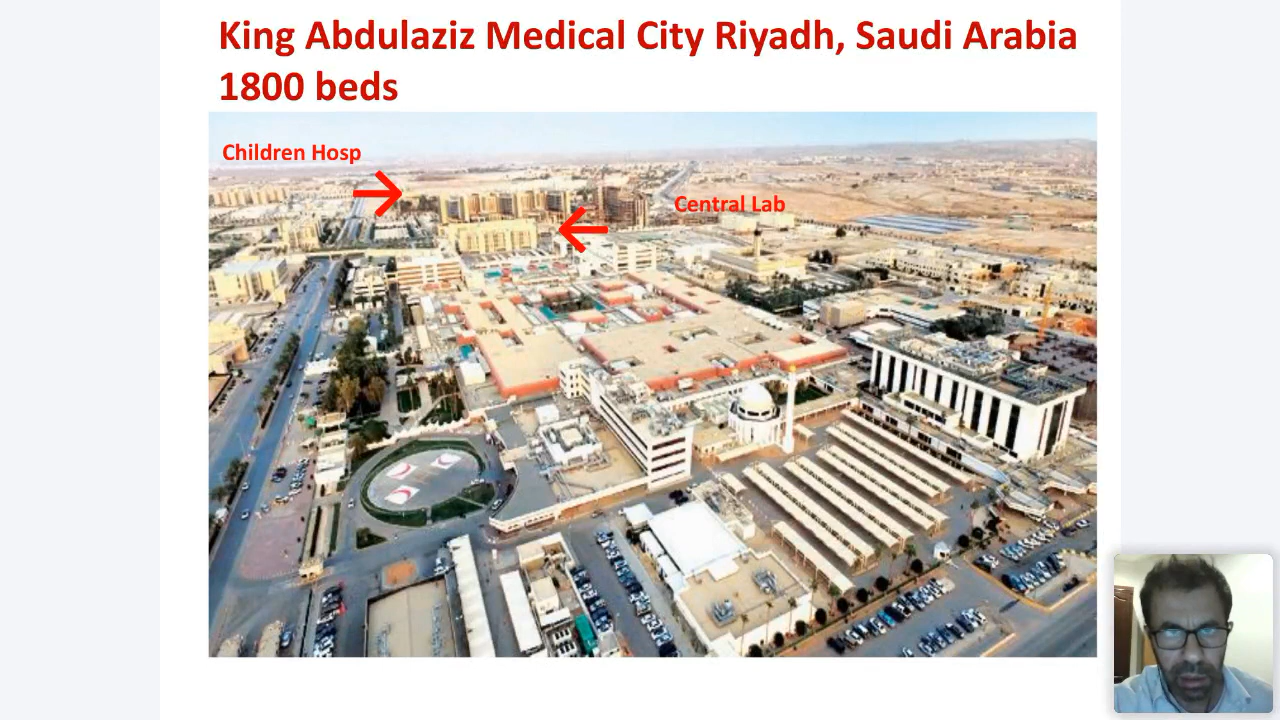 King Abdulaziz Medical City Riyadh, Saudi Arabia
1800 beds
Children Hosp
Central Lab